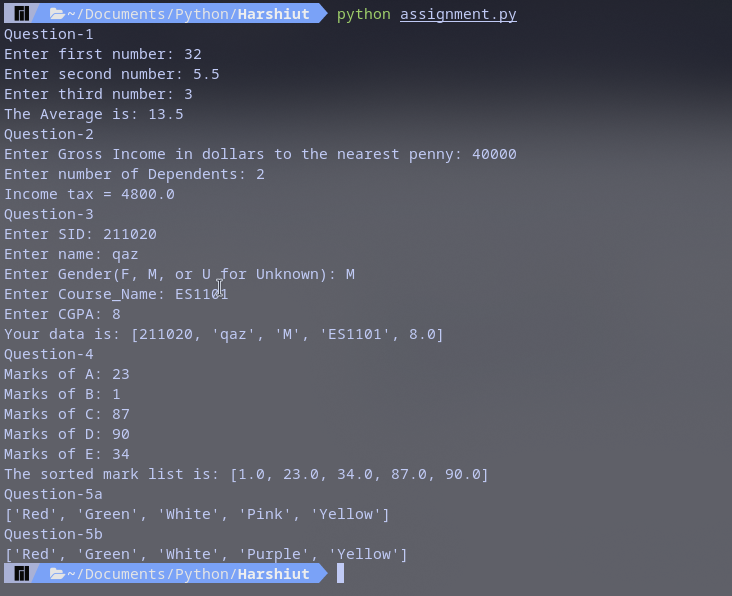 ~/Documents/Python/Harshiut python assignment.py
Question-1
Enter first number: 32
Enter second number: 5.5
Enter third number: 3
The Average is: 13.5
Question-2
Enter Gross Income in dollars to the nearest penny: 40000
Enter number of Dependents: 2
Income tax = 4800.0
Question-3
Enter SID: 211020
Enter name: qaz
Enter Gender(F, M, or U for Unknown): M
Enter Course_Name: ES1101
Enter CGPA: 8
Your data is: [211020, 'qaz', 'M', 'ES1101', 8.0]
Question-4
Marks of A: 23
Marks of B: 1
Marks of C: 87
Marks of D: 90
Marks of E: 34
The sorted mark list is: [1.0, 23.0, 34.0, 87.0, 90.0]
Question-5a
['Red', 'Green', 'White', 'Pink', 'Yellow']
Question-5b
['Red', 'Green', 'White', 'Purple', 'Yellow']
~/Documents/Python/Harshiut